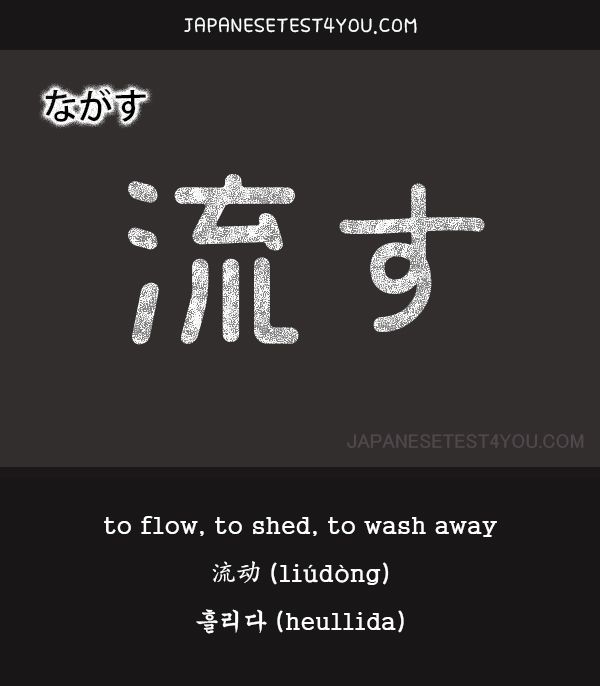 JAPANESETEST4YOU.COM
ながす
流す
JAPANESETEST4YOU.COM
to flow, to shed, to wash away
流动 (liúdòng)
흘리다 (heullida)